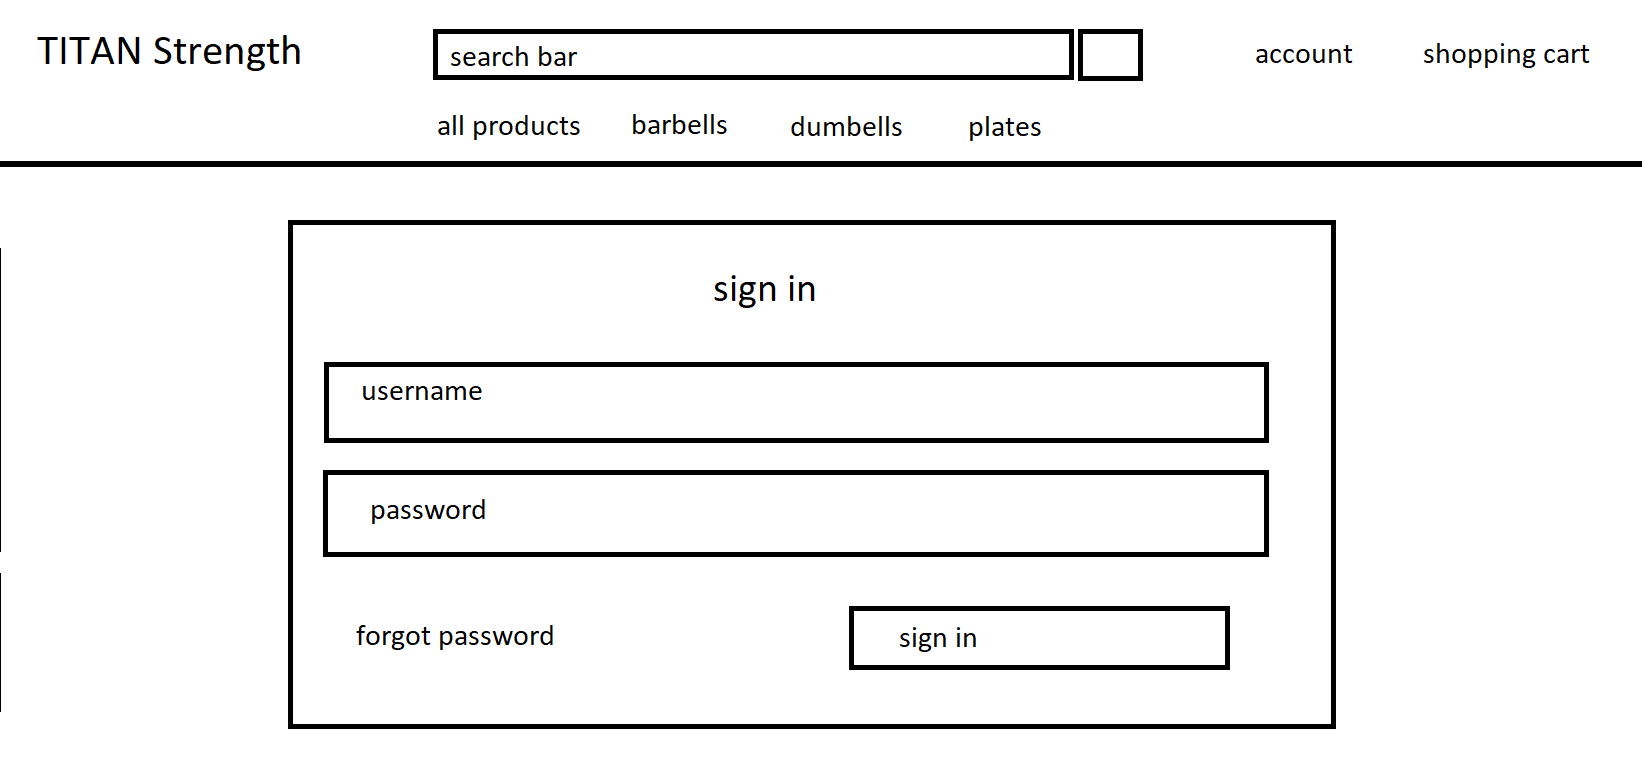 TITAN Strength
search bar
account
shopping cart
all products
barbells
dumbells
plates
sign in
username
password
forgot password
sign in